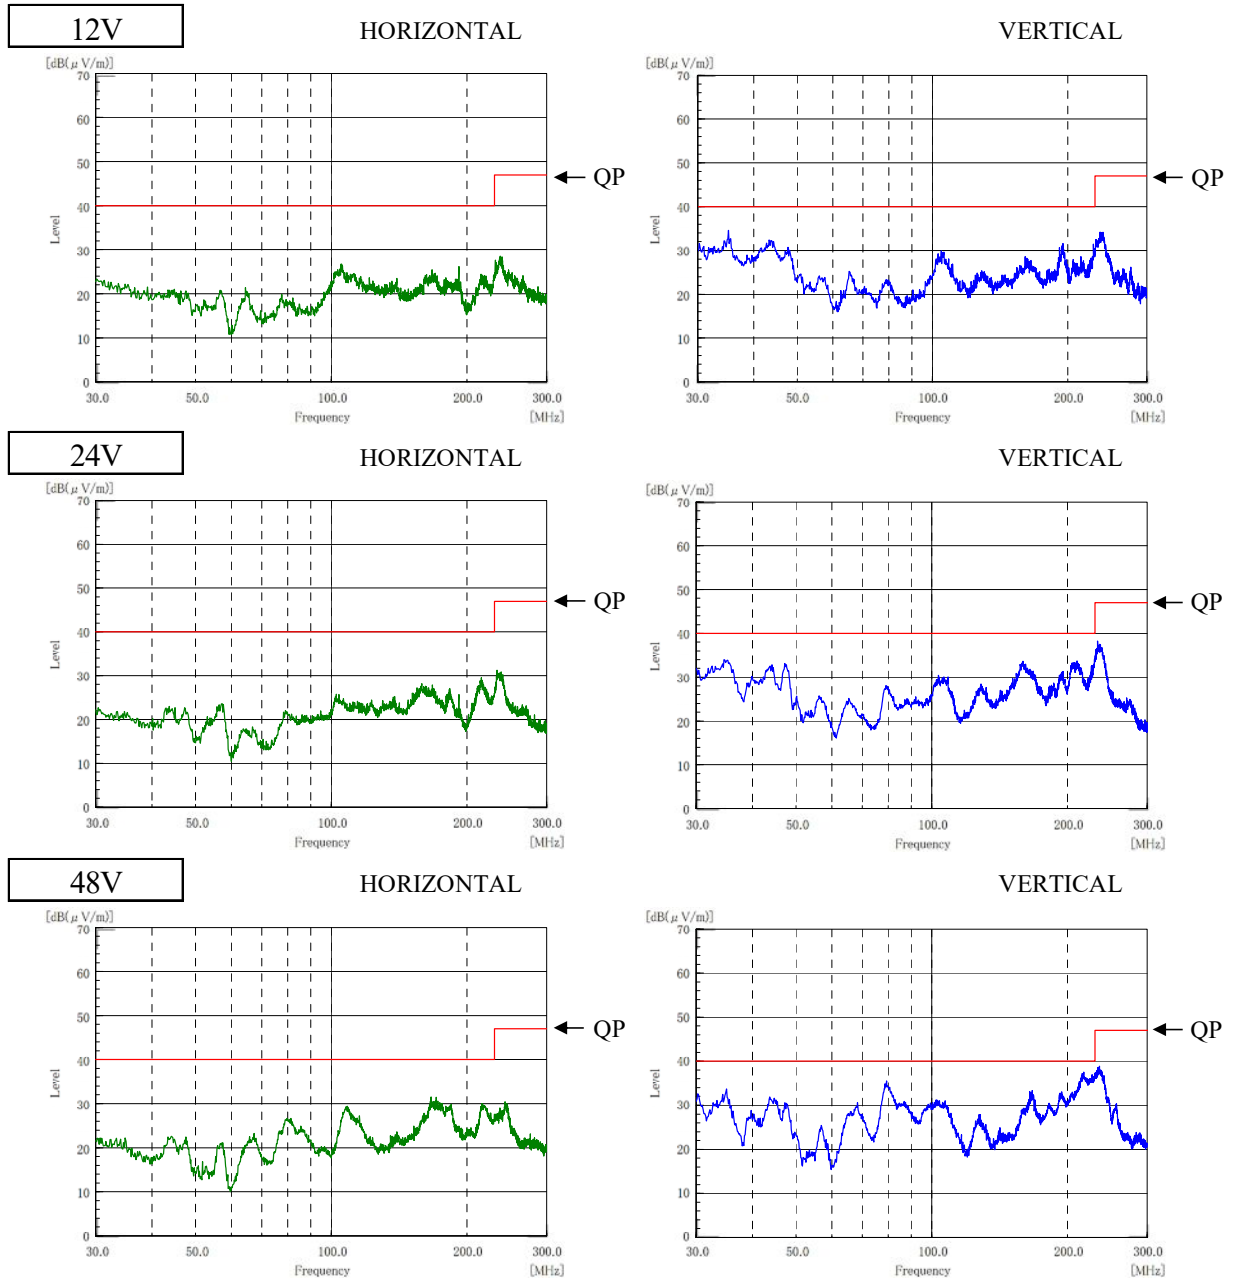 12V HORIZONTAL VERTICAL
[dB(μ V/m)] [dB(μ V/m)]
70 70
60 60
50 50
QP QP
40 40
Level Level
30 30
20 20
10 10
0 0
30.0 50.0 100.0 200.0 300.0 30.0 50.0 100.0 200.0 300.0
Frequency [MHz] Frequency [MHz]
24V HORIZONTAL VERTICAL
[dB(μ V/m)] [dB(μ V/m)]
70 70
60 60
50 50
QP QP
40 40
Level Level
30 30
20 20
10 10
0 0
30.0 50.0 100.0 200.0 300.0 30.0 50.0 100.0 200.0 300.0
Frequency [MHz] Frequency [MHz]
48V HORIZONTAL VERTICAL
[dB(μ V/m)] [dB(μ V/m)]
70 70
60 60
50 50
QP QP
40 40
Level Level
30 30
20 20
10 10
0 0
30.0 50.0 100.0 200.0 300.0 30.0 50.0 100.0 200.0 300.0
Frequency [MHz] Frequency [MHz]